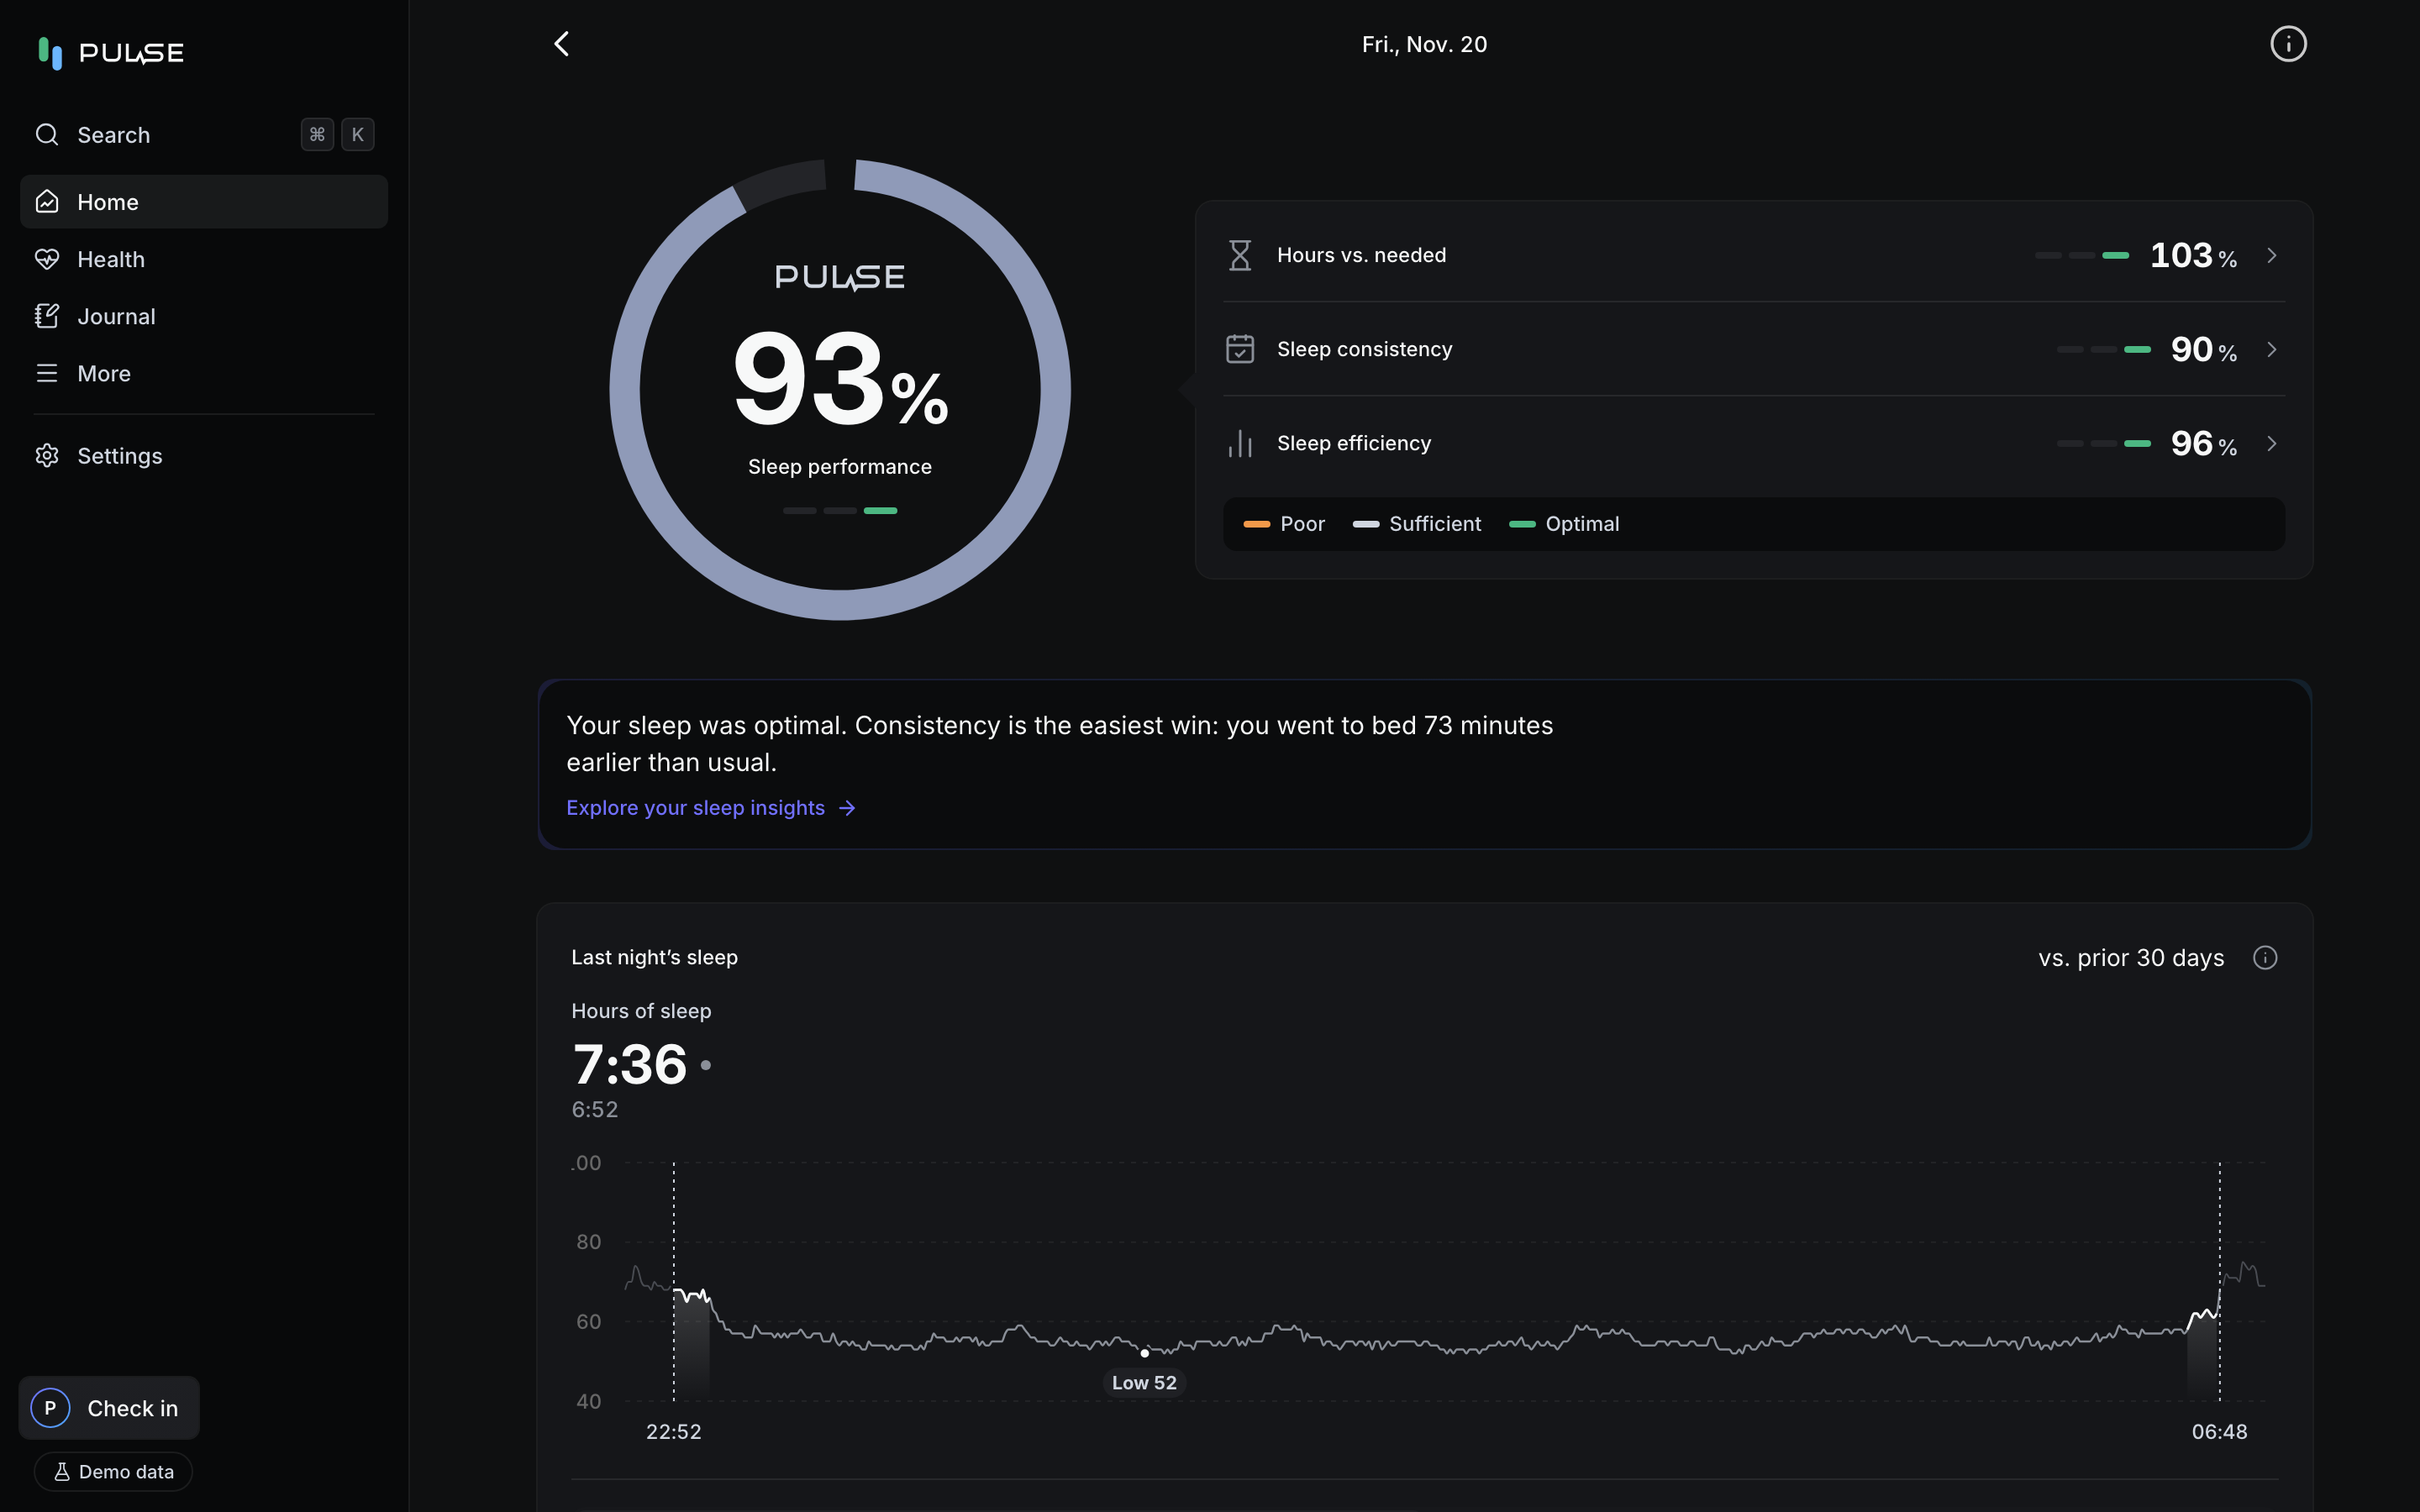 PULSE
Search ⌘ K
Home
Health
Journal
More
Settings
P Check in
Demo data
Fri., Nov. 20
PULSE
93%
Sleep performance
Hours vs. needed 103%
Sleep consistency 90%
Sleep efficiency 96%
Poor Sufficient Optimal
Your sleep was optimal. Consistency is the easiest win: you went to bed 73 minutes
earlier than usual.
Explore your sleep insights →
Last night’s sleep
vs. prior 30 days
Hours of sleep
7:36
6:52
00
80
60
40
Low 52
22:52 06:48